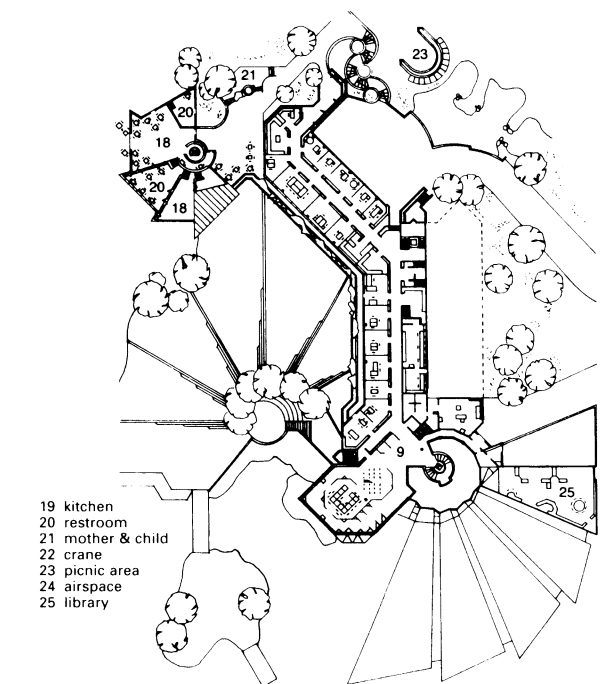 23
21
20
18
20
18
9
25
19 kitchen
20 restroom
21 mother & child
22 crane
23 picnic area
24 airspace
25 library